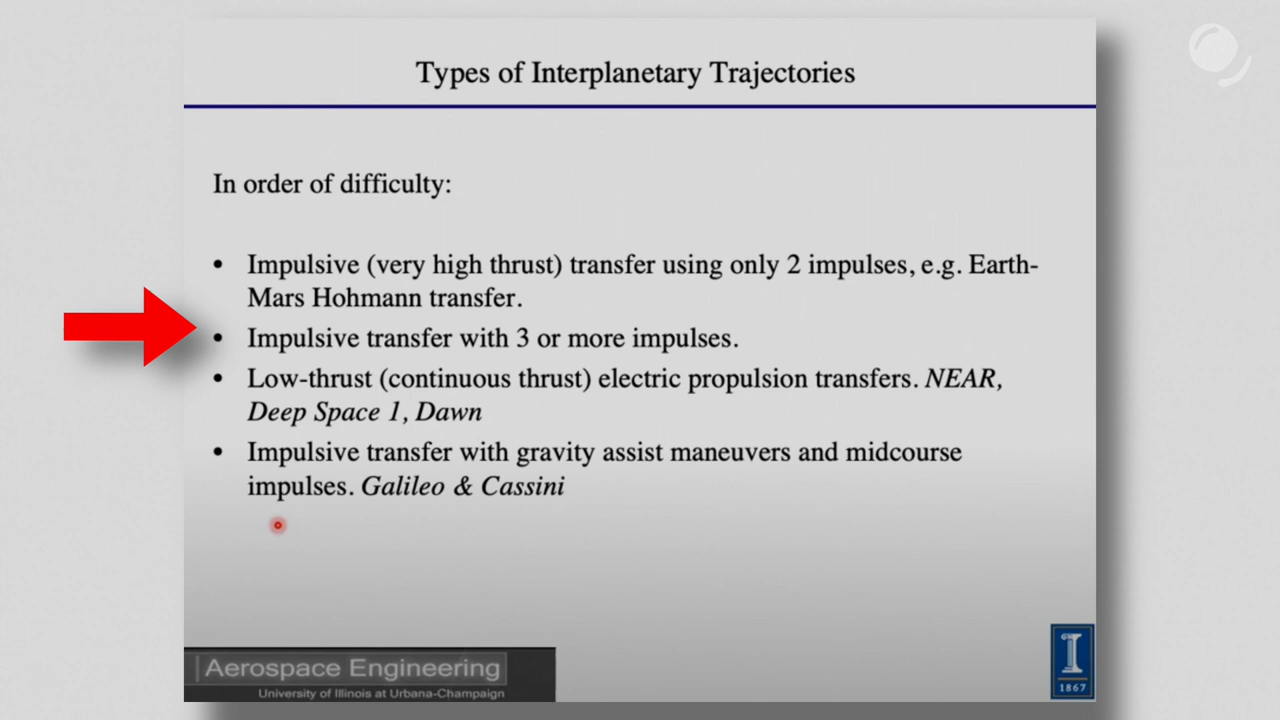 Types of Interplanetary Trajectories
In order of difficulty:
• Impulsive (very high thrust) transfer using only 2 impulses, e.g. Earth-
Mars Hohmann transfer.
• Impulsive transfer with 3 or more impulses.
• Low-thrust (continuous thrust) electric propulsion transfers. NEAR,
Deep Space 1, Dawn
• Impulsive transfer with gravity assist maneuvers and midcourse
impulses. Galileo & Cassini
Aerospace Engineering
University of Illinois at Urbana-Champaign
I
1867